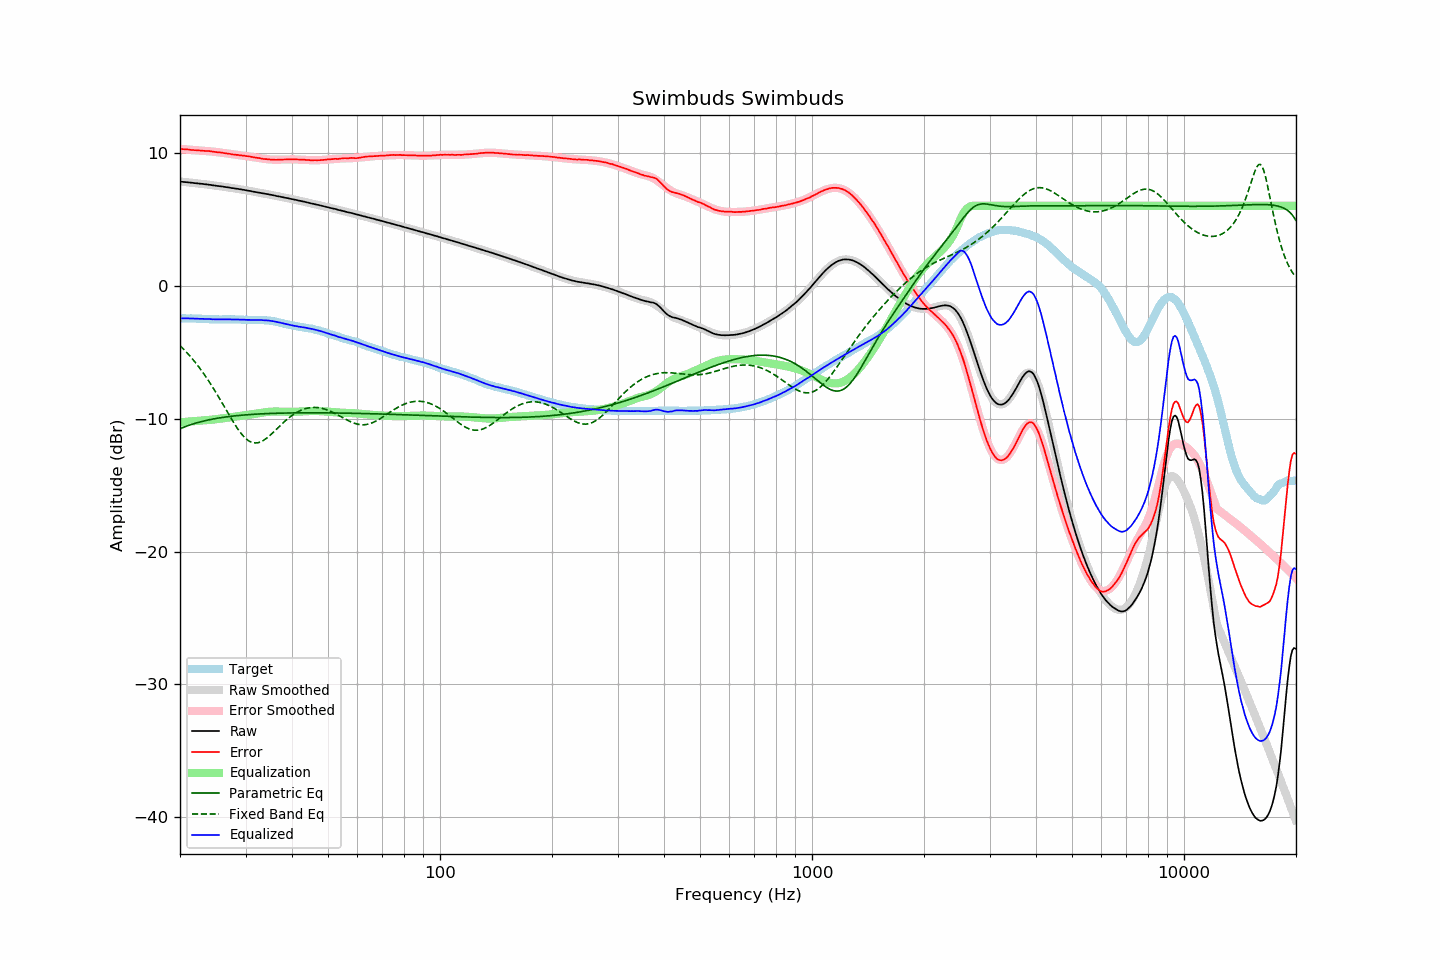 Swimbuds Swimbuds
10
0
−10
−20
−30
−40
Amplitude (dBr)
Target
Raw Smoothed
Error Smoothed
Raw
Error
Equalization
Parametric Eq
Fixed Band Eq
Equalized
100
1000
10000
Frequency (Hz)